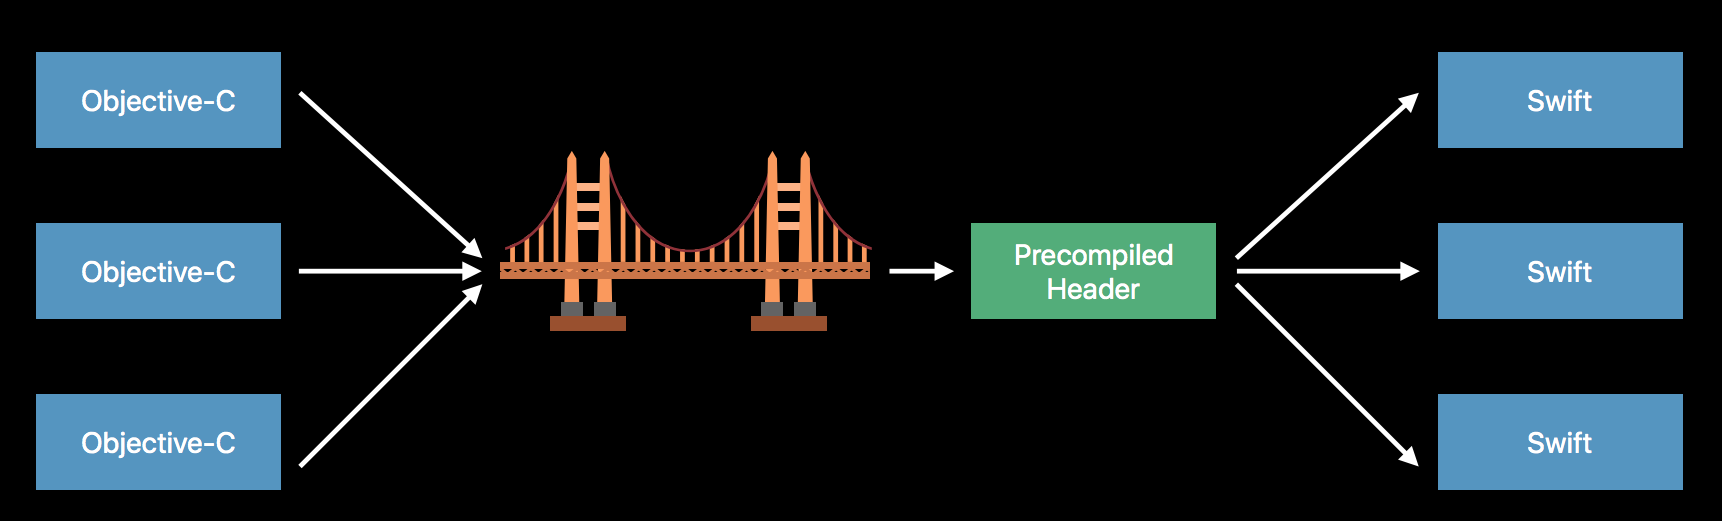 Objective-C
Objective-C
Objective-C
Precompiled
Header
Swift
Swift
Swift